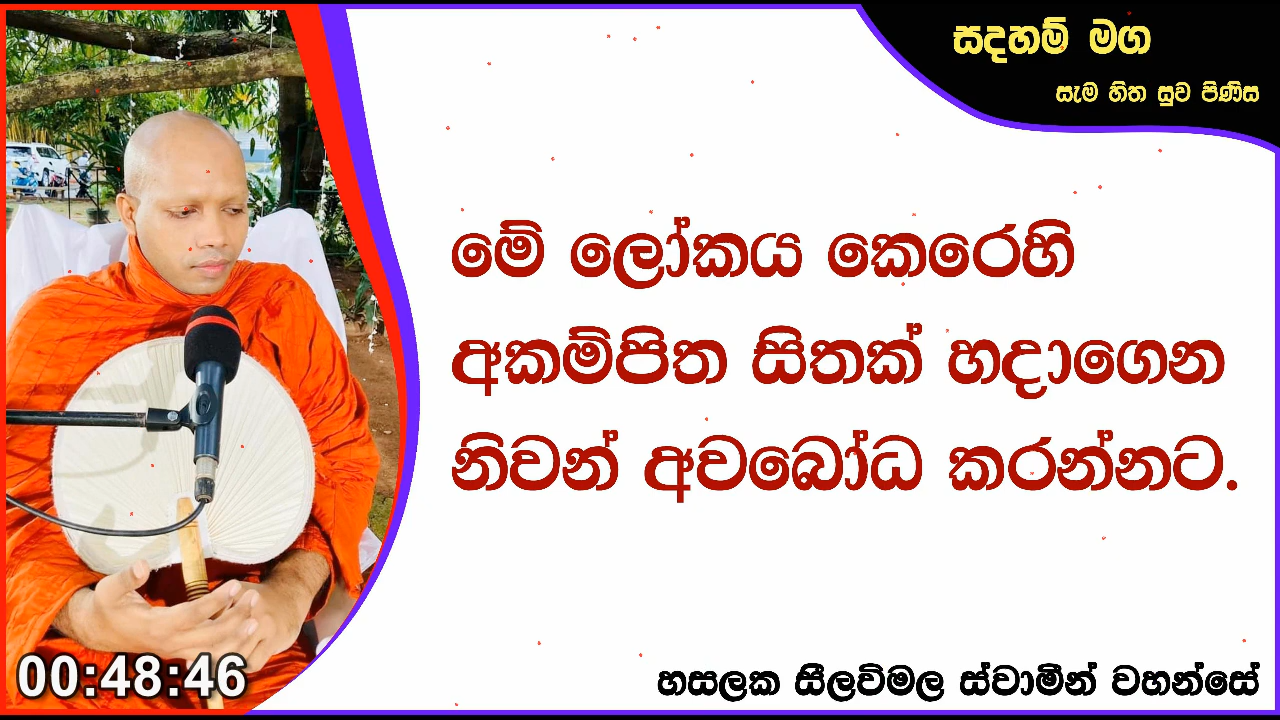 සදහම් මග
සැම හිත සුව පිණිස
මේ ලෝකය කෙරෙහි
අකම්පිත සිතක් හදාගෙන
නිවන් අවබෝධ කරන්නට.
හසලක සීලවිමල ස්වාමීන් වහන්සේ
00:48:46